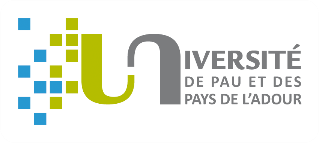 UNIVERSITÉ
DE PAU ET DES
PAYS DE L'ADOUR